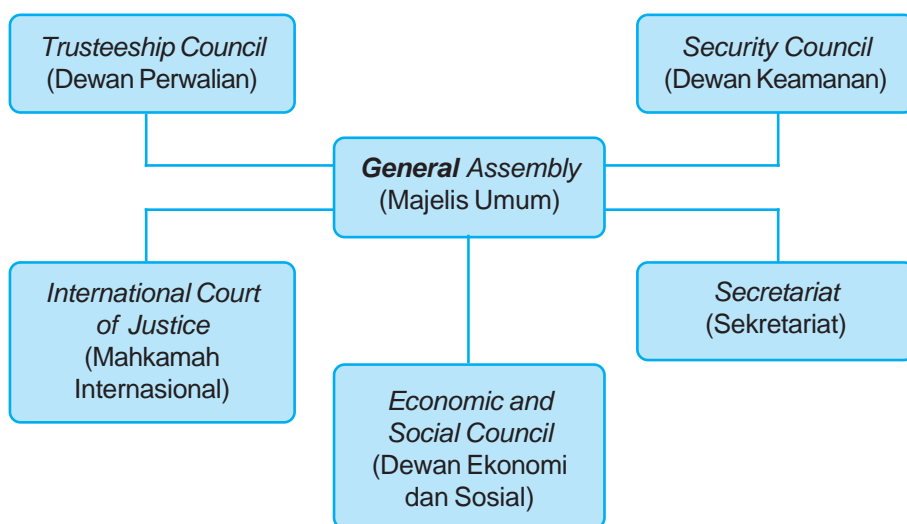 Trusteeship Council
(Dewan Perwalian)
Security Council
(Dewan Keamanan)
General Assembly
(Majelis Umum)
International Court
of Justice
(Mahkamah
Internasional)
Secretariat
(Sekretariat)
Economic and
Social Council
(Dewan Ekonomi
dan Sosial)